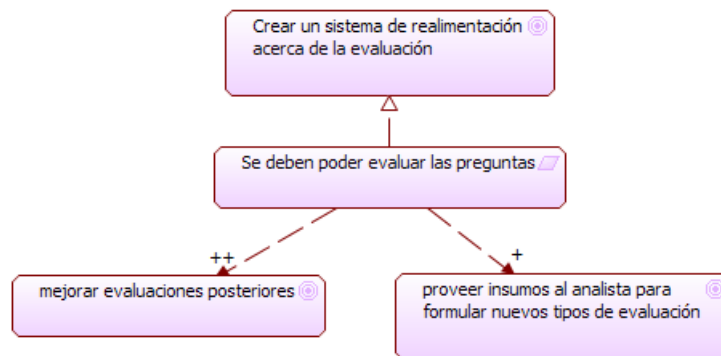 Crear un sistema de realimentación
acerca de la evaluación
Se deben poder evaluar las preguntas
++
+
mejorar evaluaciones posteriores
proveer insumos al analista para
formular nuevos tipos de evaluación